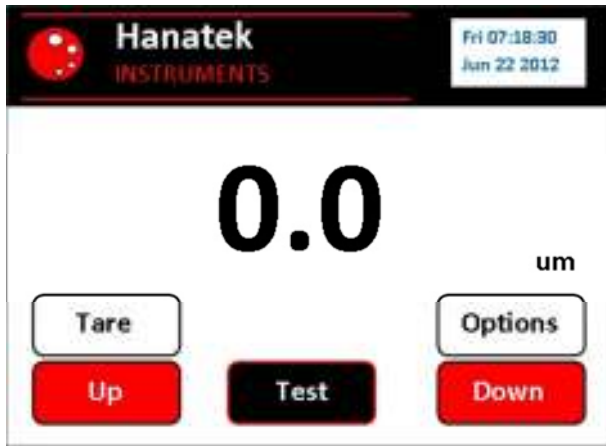 Hanatek
INSTRUMENTS
Fri 07:18:30
Jun 22 2012
0.0
um
Tare
Options
Up
Test
Down